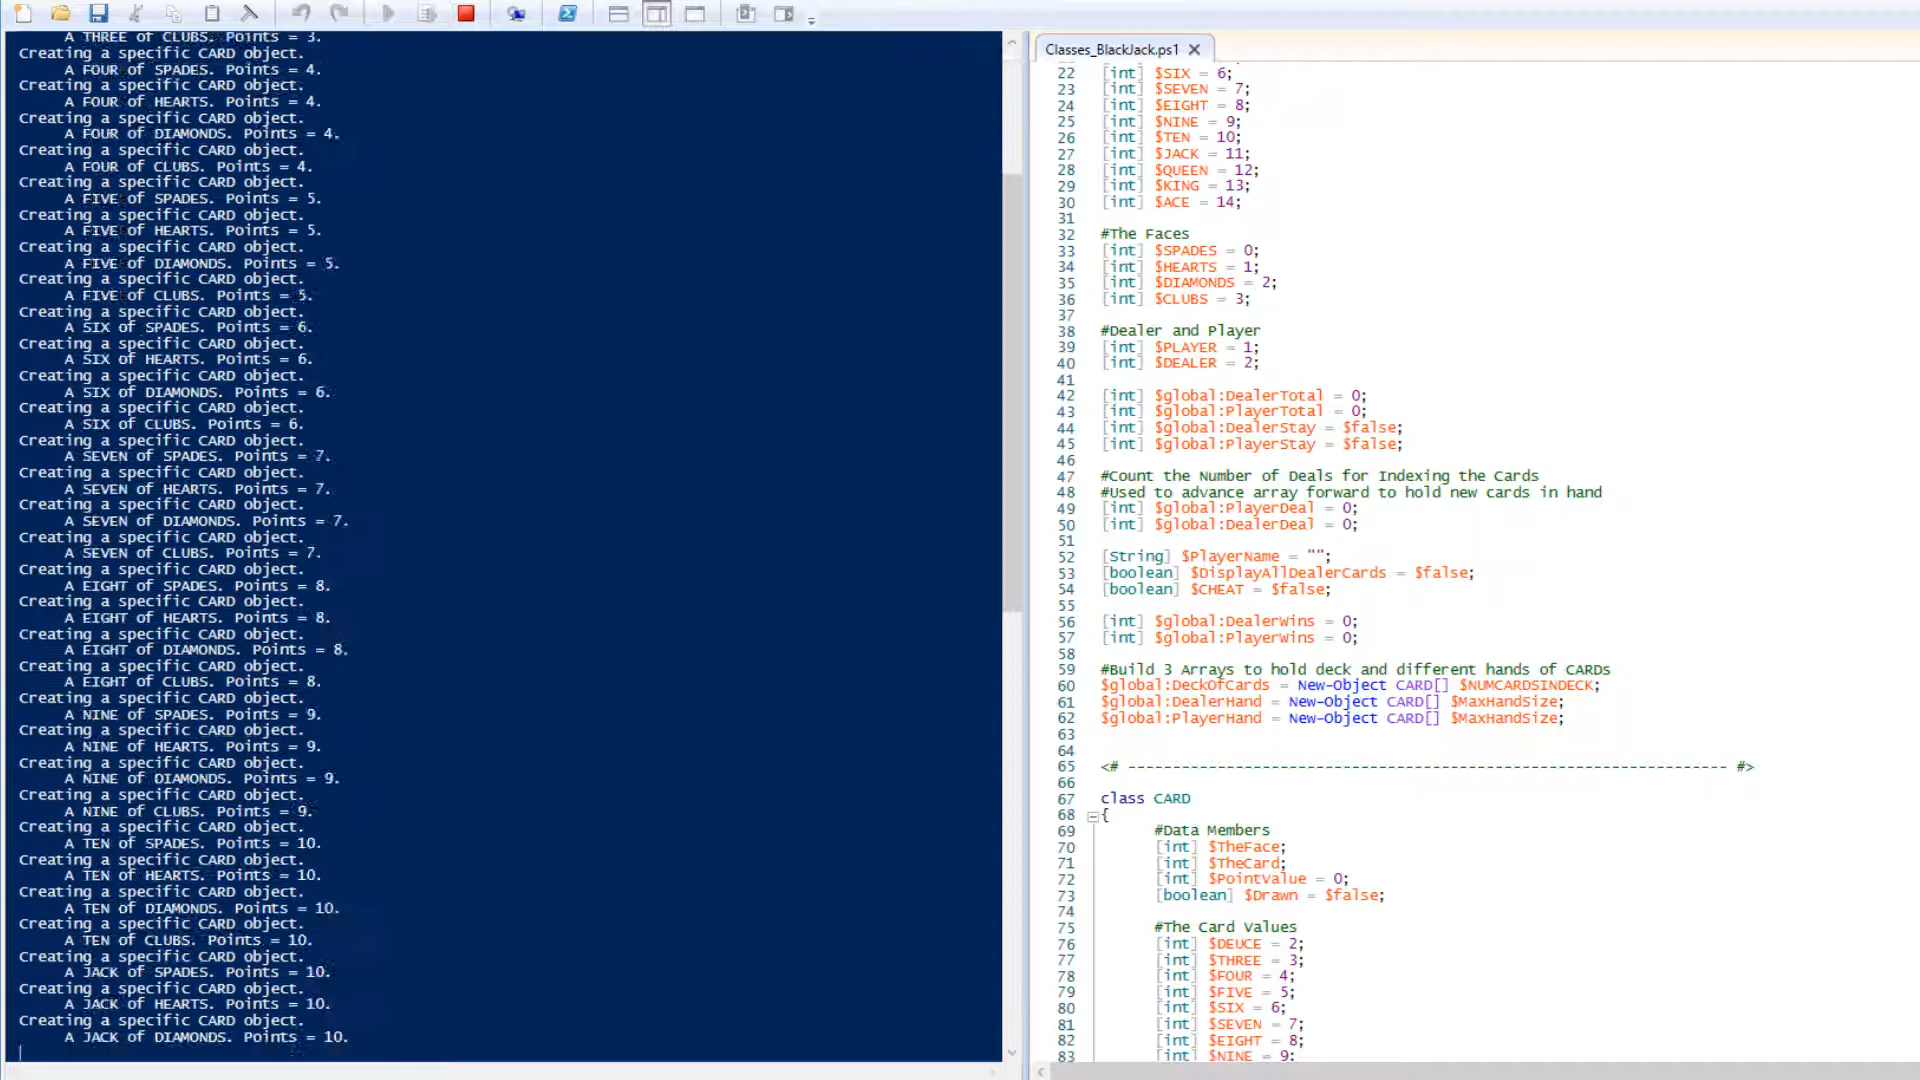 A THREE of CLUBS. Points = 3.
Creating a specific CARD object.
A FOUR of SPADES. Points = 4.
Creating a specific CARD object.
A FOUR of HEARTS. Points = 4.
Creating a specific CARD object.
A FOUR of DIAMONDS. Points = 4.
Creating a specific CARD object.
A FOUR of CLUBS. Points = 4.
Creating a specific CARD object.
A FIVE of SPADES. Points = 5.
Creating a specific CARD object.
A FIVE of HEARTS. Points = 5.
Creating a specific CARD object.
A FIVE of DIAMONDS. Points = 5.
Creating a specific CARD object.
A FIVE of CLUBS. Points = 5.
Creating a specific CARD object.
A SIX of SPADES. Points = 6.
Creating a specific CARD object.
A SIX of HEARTS. Points = 6.
Creating a specific CARD object.
A SIX of DIAMONDS. Points = 6.
Creating a specific CARD object.
A SIX of CLUBS. Points = 6.
Creating a specific CARD object.
A SEVEN of SPADES. Points = 7.
Creating a specific CARD object.
A SEVEN of HEARTS. Points = 7.
Creating a specific CARD object.
A SEVEN of DIAMONDS. Points = 7.
Creating a specific CARD object.
A SEVEN of CLUBS. Points = 7.
Creating a specific CARD object.
A EIGHT of SPADES. Points = 8.
Creating a specific CARD object.
A EIGHT of HEARTS. Points = 8.
Creating a specific CARD object.
A EIGHT of DIAMONDS. Points = 8.
Creating a specific CARD object.
A EIGHT of CLUBS. Points = 8.
Creating a specific CARD object.
A NINE of SPADES. Points = 9.
Creating a specific CARD object.
A NINE of HEARTS. Points = 9.
Creating a specific CARD object.
A NINE of DIAMONDS. Points = 9.
Creating a specific CARD object.
A NINE of CLUBS. Points = 9.
Creating a specific CARD object.
A TEN of SPADES. Points = 10.
Creating a specific CARD object.
A TEN of HEARTS. Points = 10.
Creating a specific CARD object.
A TEN of DIAMONDS. Points = 10.
Creating a specific CARD object.
A TEN of CLUBS. Points = 10.
Creating a specific CARD object.
A JACK of SPADES. Points = 10.
Creating a specific CARD object.
A JACK of HEARTS. Points = 10.
Creating a specific CARD object.
A JACK of DIAMONDS. Points = 10.
Classes_BlackJack.ps1
22 [int] $SIX = 6;
23 [int] $SEVEN = 7;
24 [int] $EIGHT = 8;
25 [int] $NINE = 9;
26 [int] $TEN = 10;
27 [int] $JACK = 11;
28 [int] $QUEEN = 12;
29 [int] $KING = 13;
30 [int] $ACE = 14;
31
32 #The Faces
33 [int] $SPADES = 0;
34 [int] $HEARTS = 1;
35 [int] $DIAMONDS = 2;
36 [int] $CLUBS = 3;
37
38 #Dealer and Player
39 [int] $PLAYER = 1;
40 [int] $DEALER = 2;
41
42 [int] $global:DealerTotal = 0;
43 [int] $global:PlayerTotal = 0;
44 [int] $global:DealerStay = $false;
45 [int] $global:PlayerStay = $false;
46
47 #Count the Number of Deals for Indexing the Cards
48 #Used to advance array forward to hold new cards in hand
49 [int] $global:PlayerDeal = 0;
50 [int] $global:DealerDeal = 0;
51
52 [String] $PlayerName = "";
53 [boolean] $DisplayAllDealerCards = $false;
54 [boolean] $CHEAT = $false;
55
56 [int] $global:DealerWins = 0;
57 [int] $global:PlayerWins = 0;
58
59 #Build 3 Arrays to hold deck and different hands of CARDs
60 $global:DeckOfCards = New-Object CARD[] $NUMCARDSINDECK;
61 $global:DealerHand = New-Object CARD[] $MaxHandSize;
62 $global:PlayerHand = New-Object CARD[] $MaxHandSize;
63
64
65 <# ------------------------------------------------------------------- #>
66
67 class CARD
68 {
69 #Data Members
70 [int] $TheFace;
71 [int] $TheCard;
72 [int] $PointValue = 0;
73 [boolean] $Drawn = $false;
74
75 #The Card Values
76 [int] $DEUCE = 2;
77 [int] $THREE = 3;
78 [int] $FOUR = 4;
79 [int] $FIVE = 5;
80 [int] $SIX = 6;
81 [int] $SEVEN = 7;
82 [int] $EIGHT = 8;
83 [int] $NINE = 9;